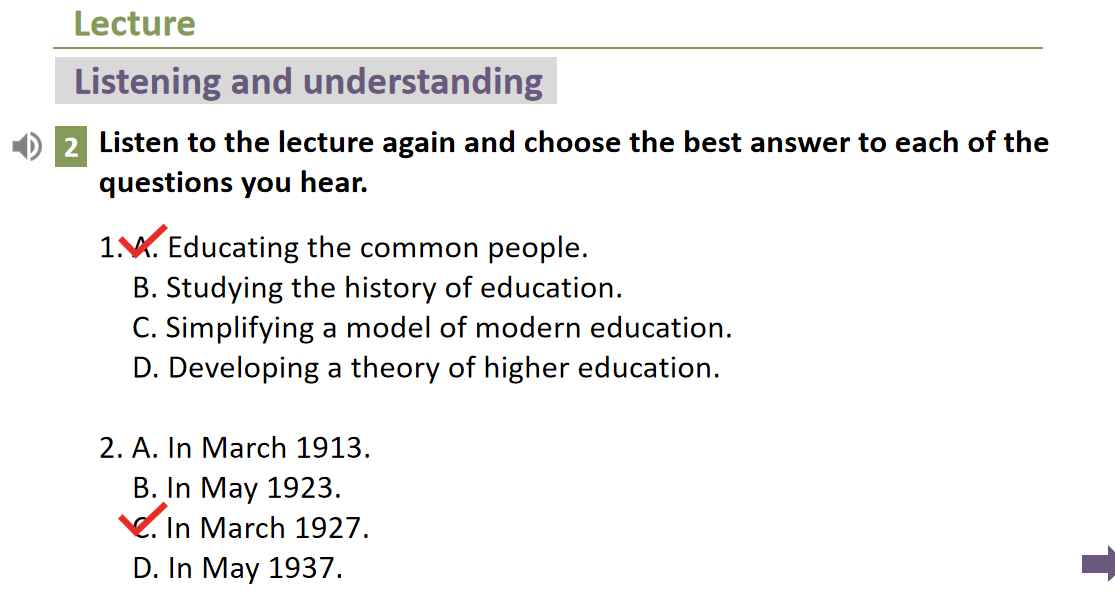 Lecture
Listening and understanding
2 Listen to the lecture again and choose the best answer to each of the
questions you hear.
1. A. Educating the common people.
B. Studying the history of education.
C. Simplifying a model of modern education.
D. Developing a theory of higher education.
2. A. In March 1913.
B. In May 1923.
C. In March 1927.
D. In May 1937.